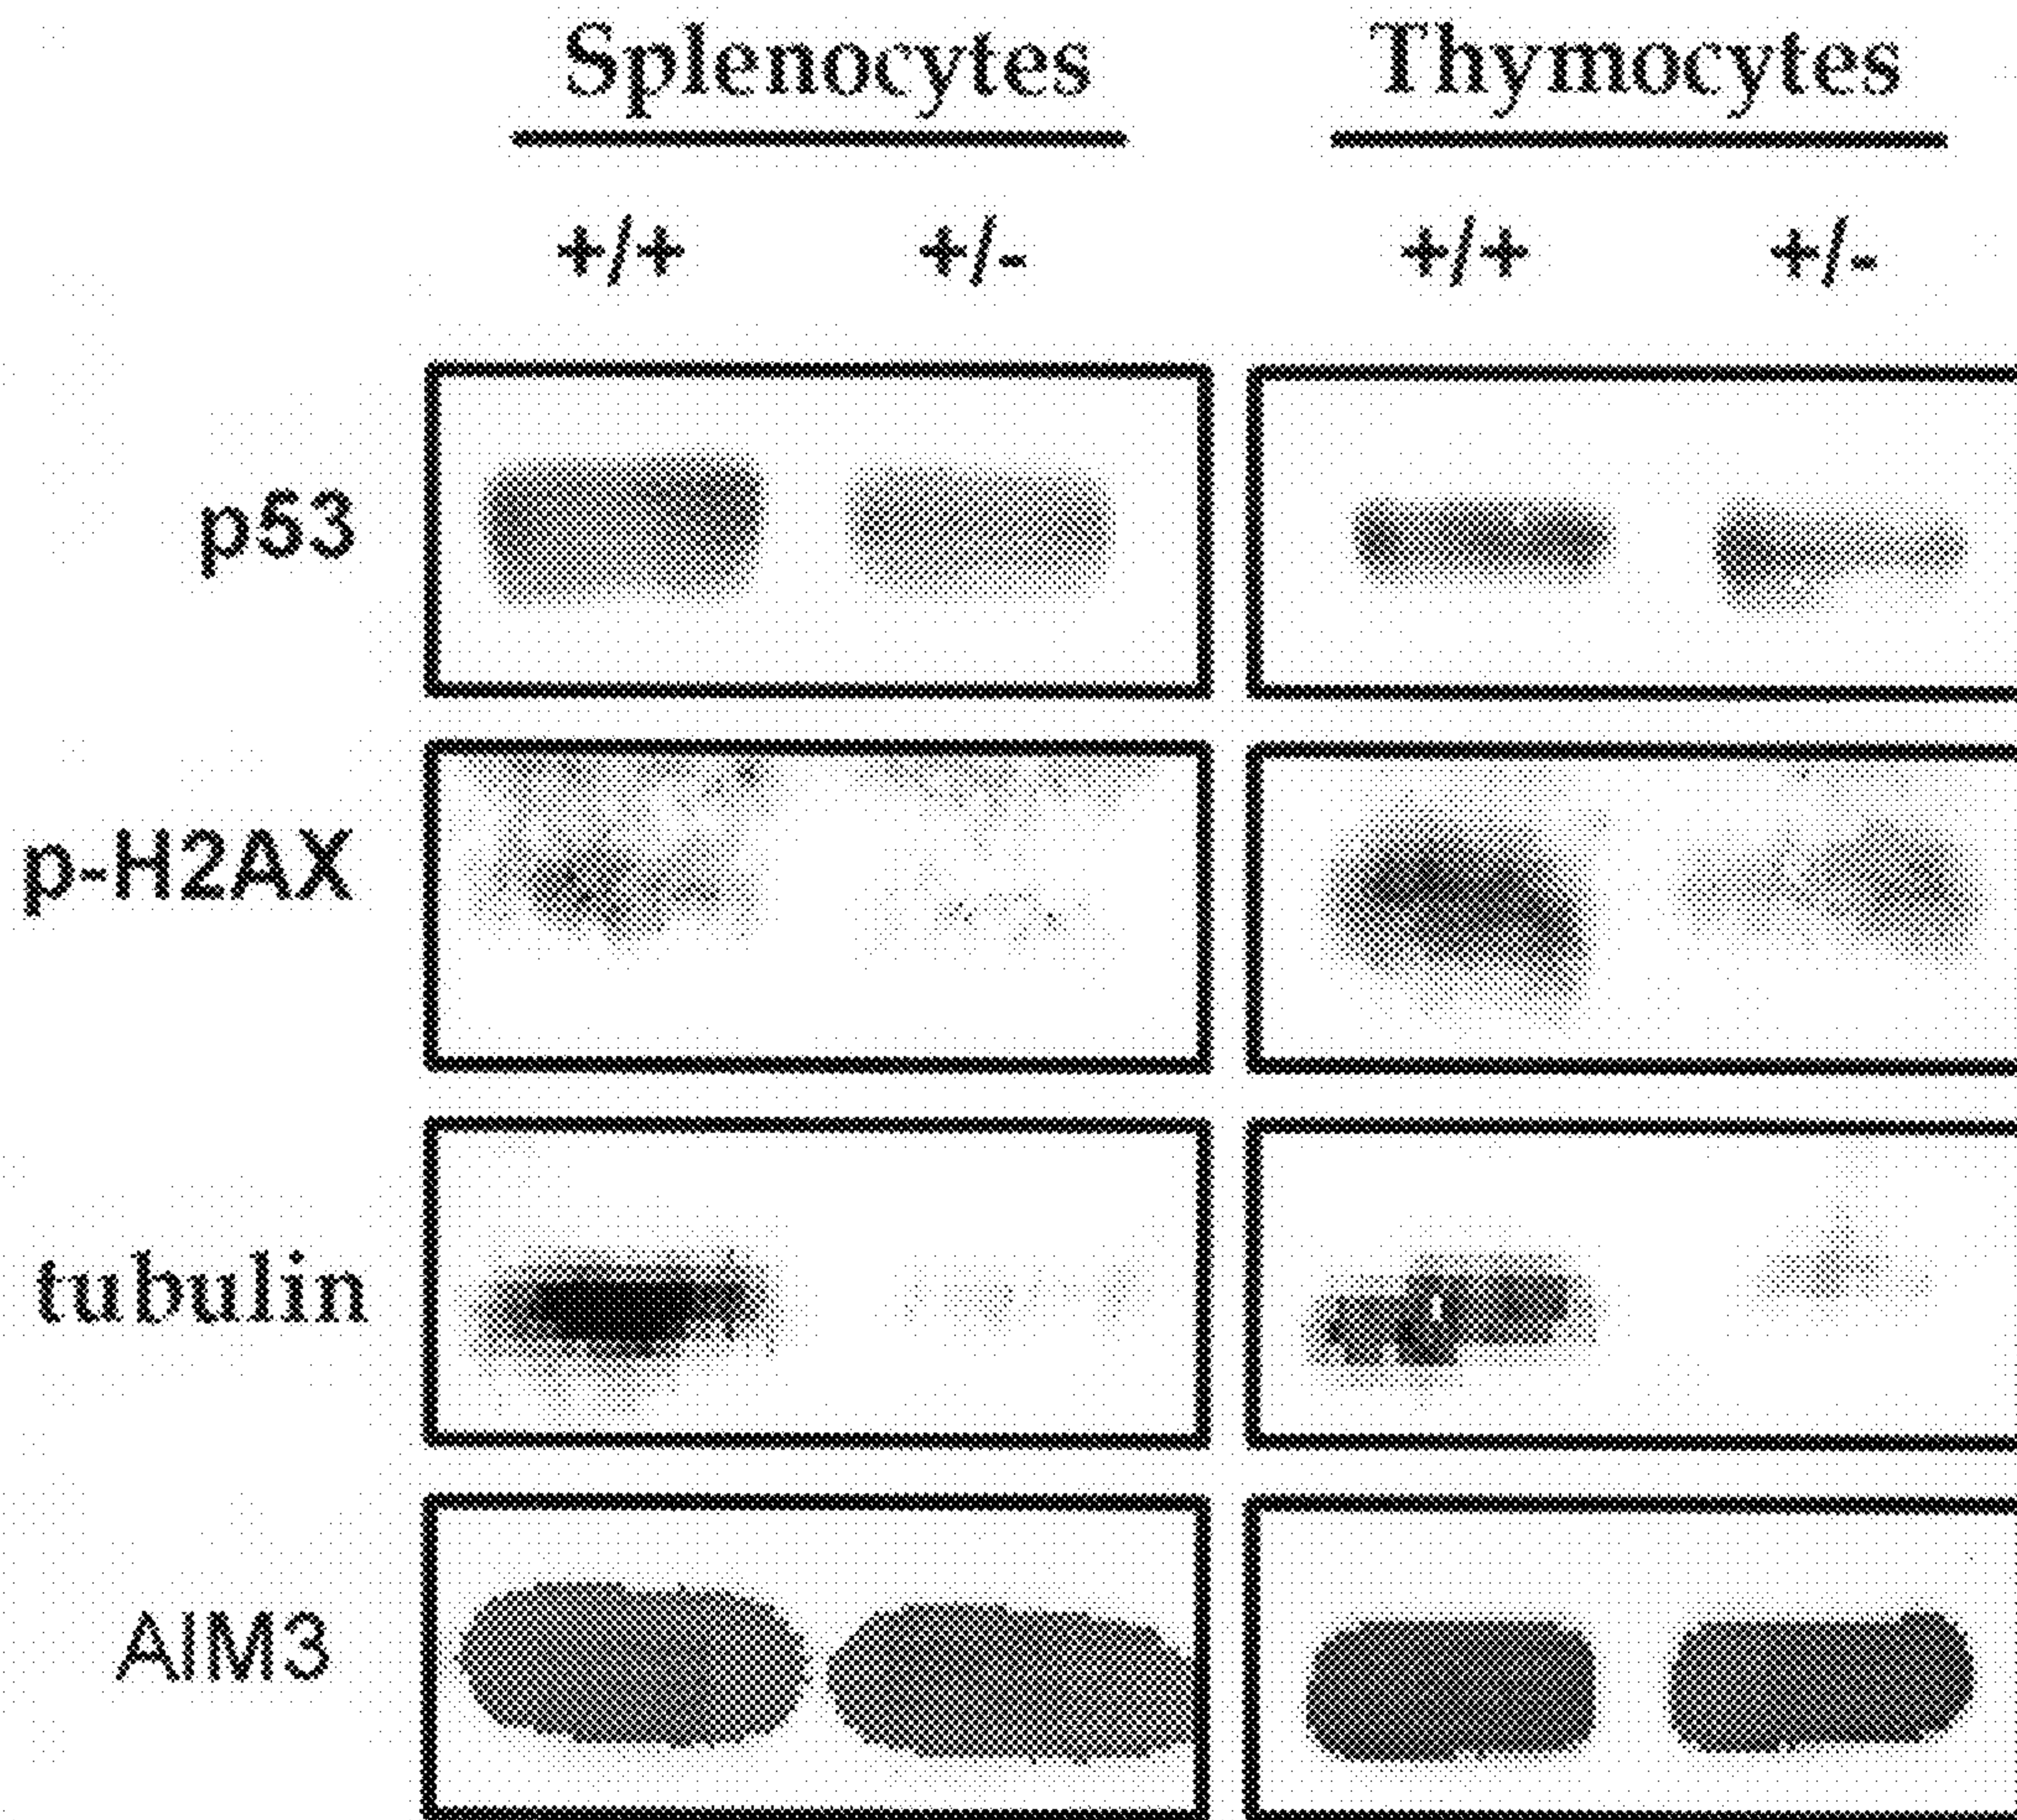 Splenocytes Thymocytes
+/+ +/- +/+ +/-
p53
p-H2AX
tubulin
AIM3